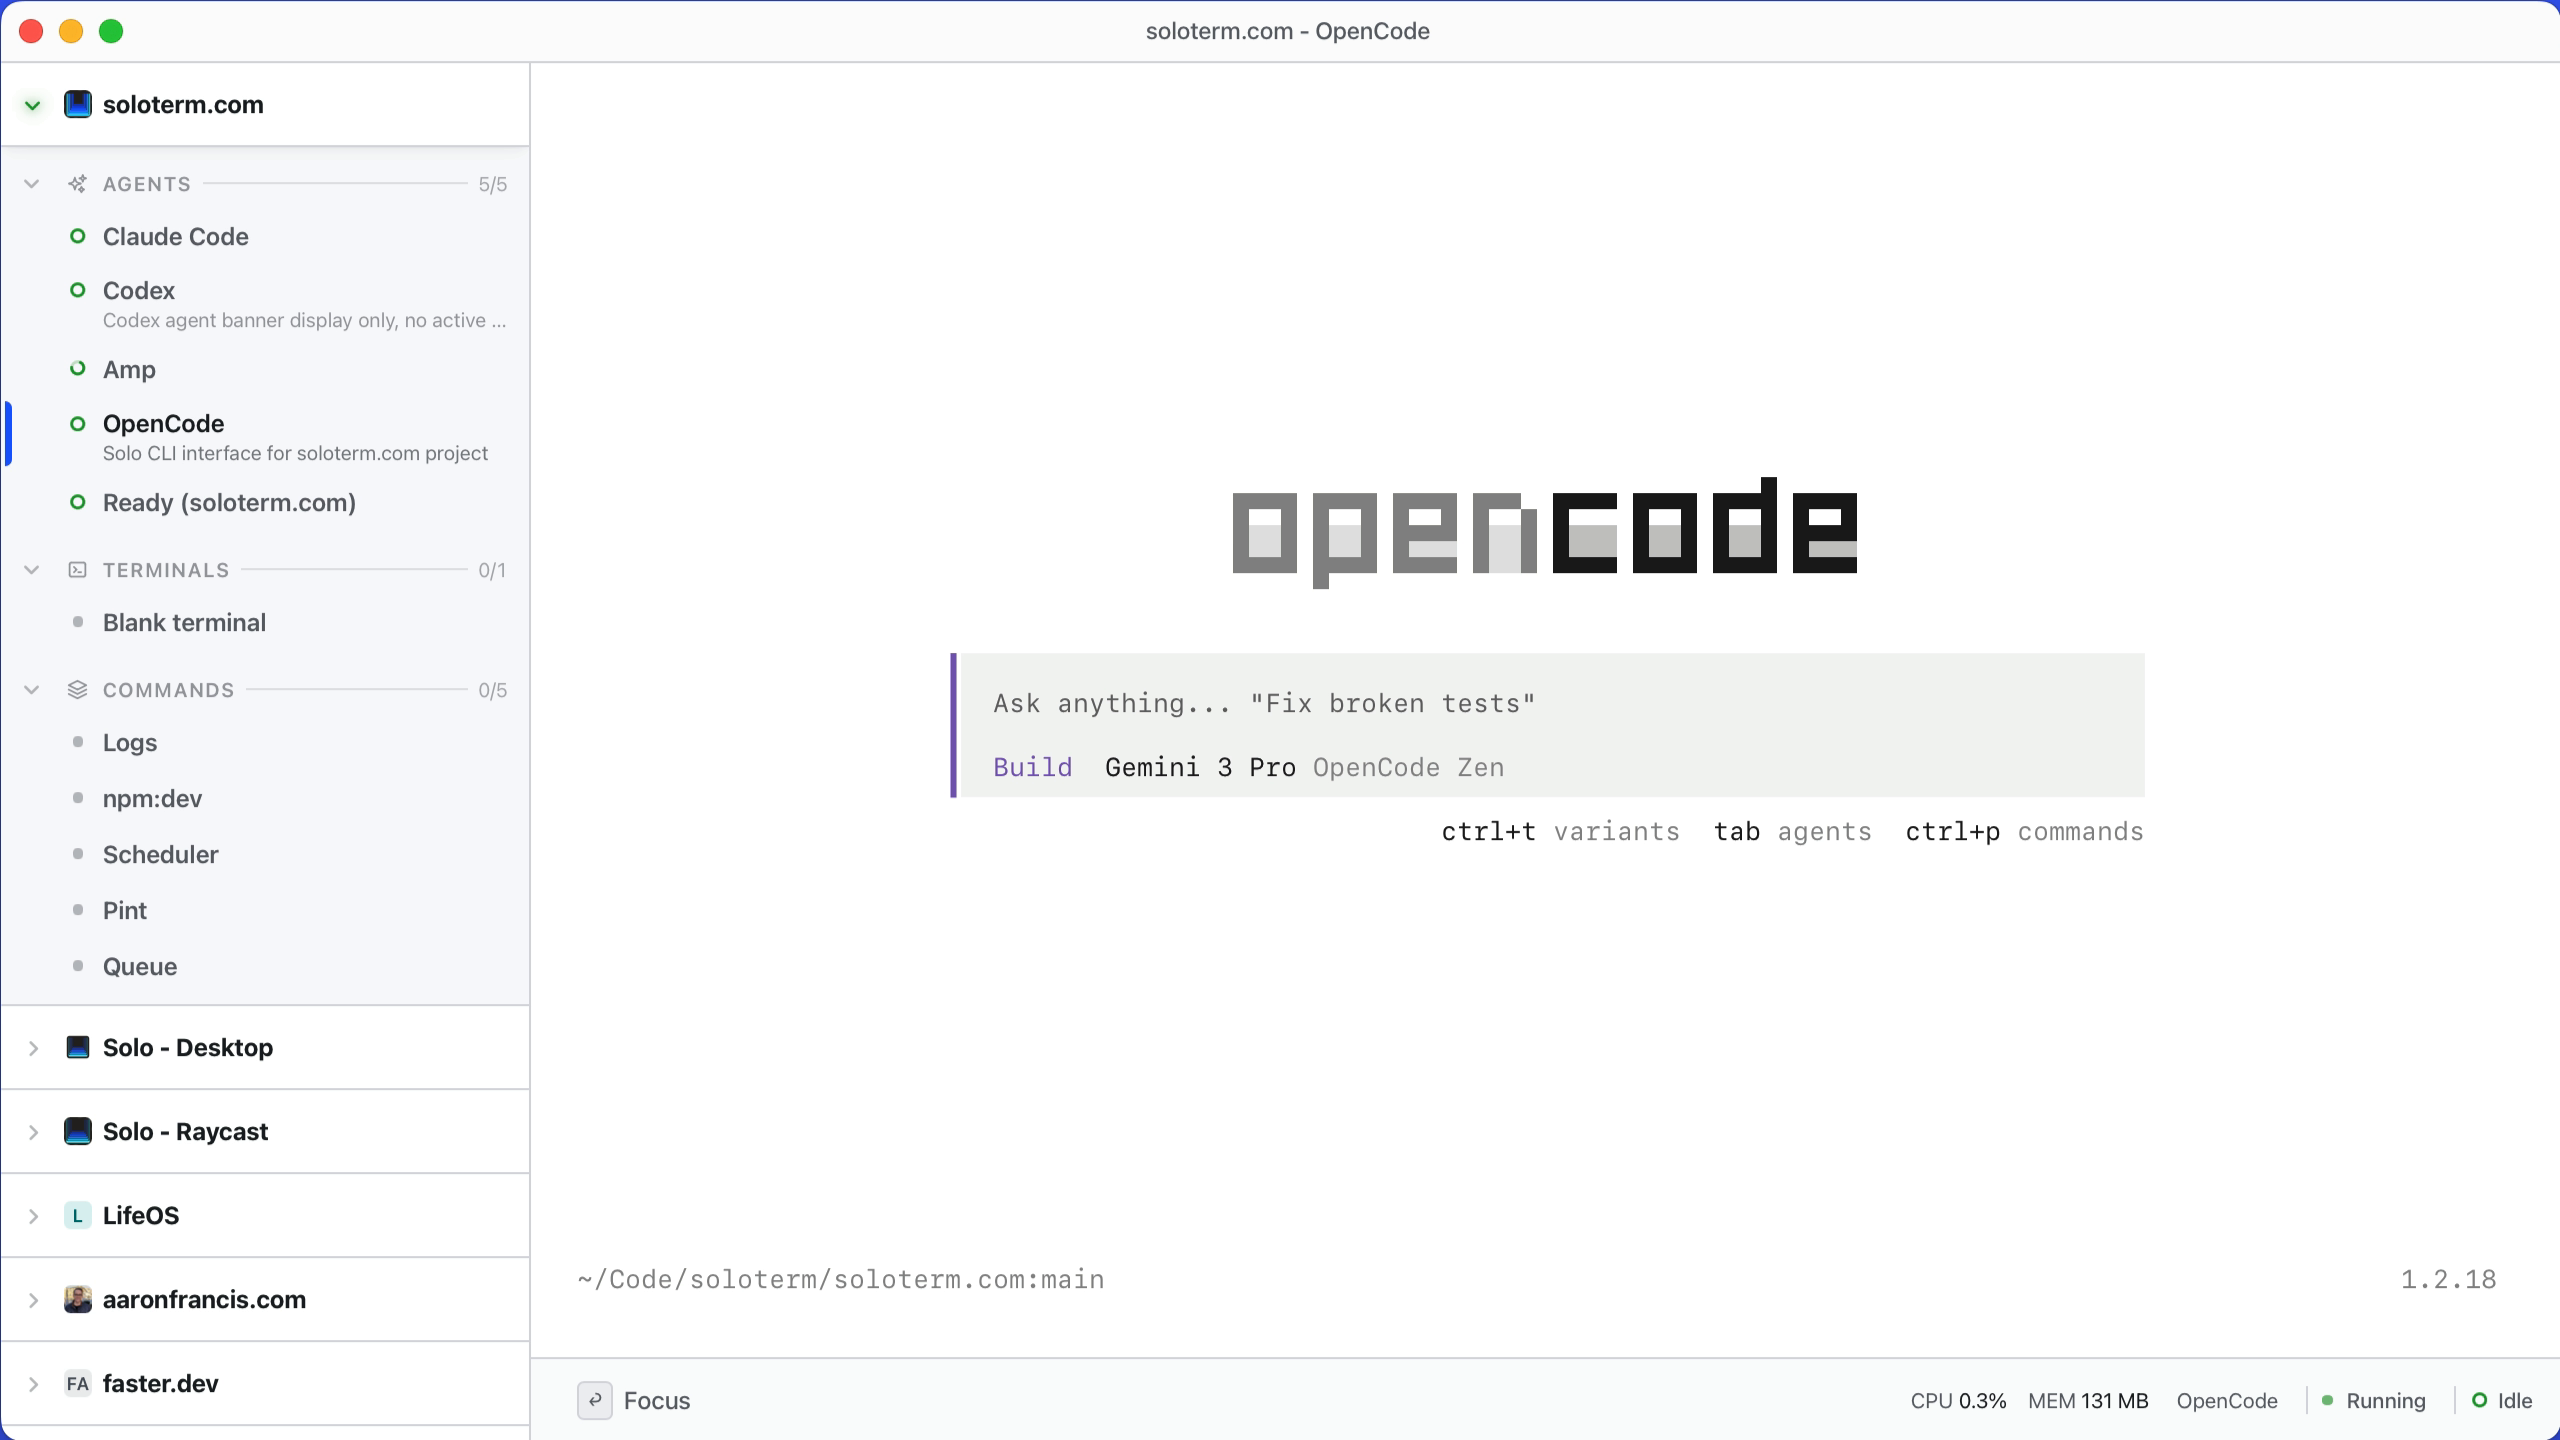 soloterm.com - OpenCode
soloterm.com
AGENTS 5/5
Claude Code
Codex
Codex agent banner display only, no active ...
Amp
OpenCode
Solo CLI interface for soloterm.com project
Ready (soloterm.com)
TERMINALS 0/1
Blank terminal
COMMANDS 0/5
Logs
npm:dev
Scheduler
Pint
Queue
Solo - Desktop
Solo - Raycast
L LifeOS
aaronfrancis.com
FA faster.dev
opencode
Ask anything... "Fix broken tests"
Build Gemini 3 Pro OpenCode Zen
ctrl+t variants tab agents ctrl+p commands
~/Code/soloterm/soloterm.com:main 1.2.18
Focus CPU 0.3% MEM 131 MB OpenCode Running Idle